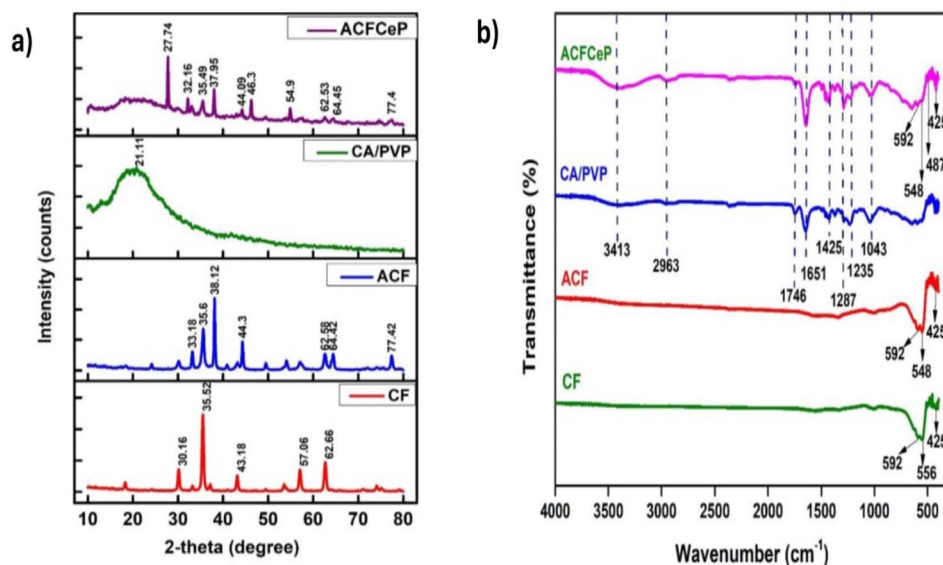 a)
ACFCeP
27.74
32.16
35.49
37.95
44.09
46.3
54.9
62.53
64.45
77.4
CA/PVP
21.11
ACF
33.18
35.6
38.12
44.3
62.58
64.42
77.42
CF
30.16
35.52
43.18
57.06
62.66
10 20 30 40 50 60 70 80
2-theta (degree)
Intensity (counts)
b)
ACFCeP
592
548
487
425
CA/PVP
3413
2963
1746
1651
1425
1287
1235
1043
ACF
592
548
425
CF
592
556
425
4000 3500 3000 2500 2000 1500 1000 500
Wavenumber (cm-1)
Transmittance (%)